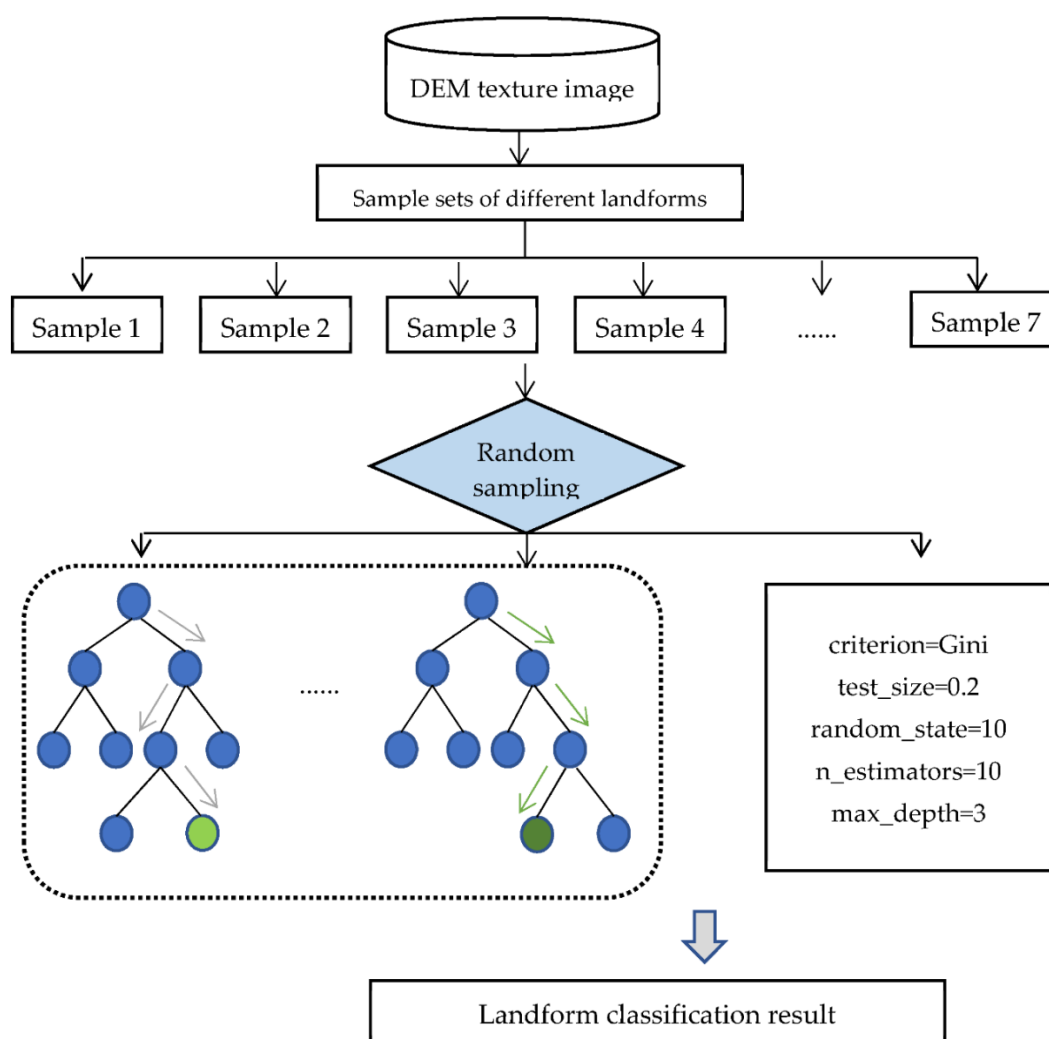 DEM texture image
Sample sets of different landforms
Sample 1
Sample 2
Sample 3
Sample 4
......
Sample 7
Random
sampling
......
criterion=Gini
test_size=0.2
random_state=10
n_estimators=10
max_depth=3
Landform classification result